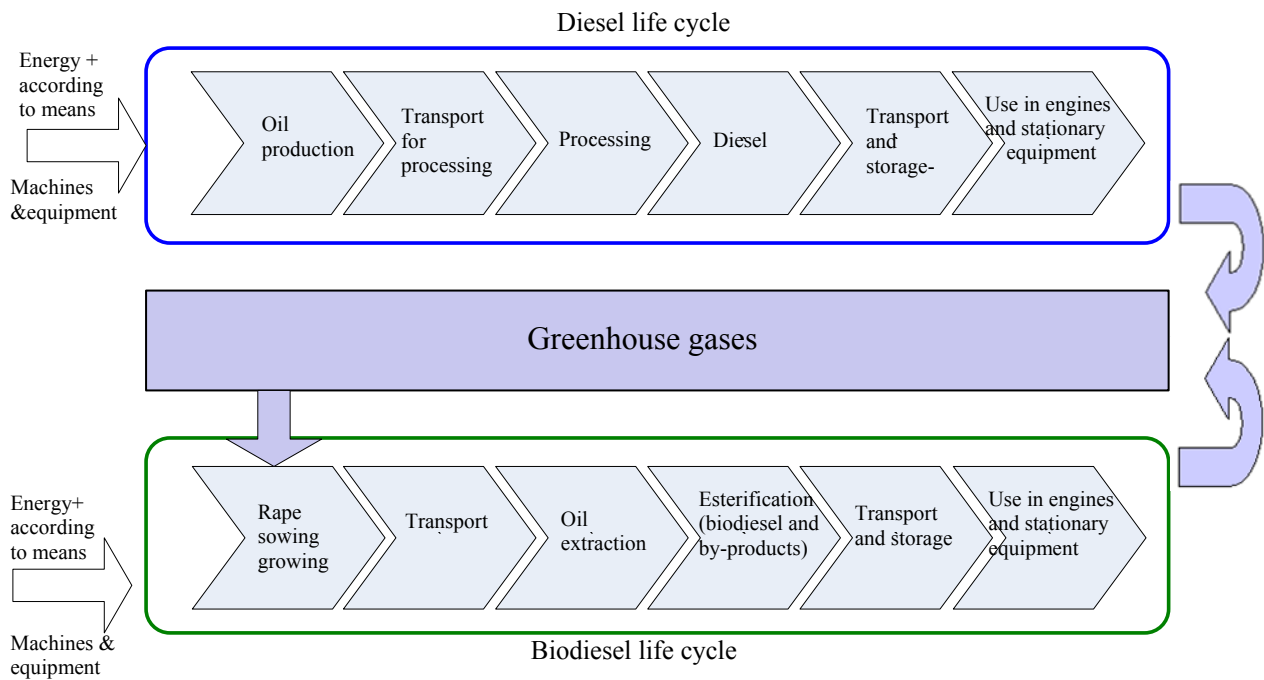 Diesel life cycle
Energy +
according
to means
Machines
&equipment
Oil
production
Transport
for
processing
Processing
Diesel
Transport
and
storage-
Use in engines
and stationary
equipment
Greenhouse gases
Energy+
according
to means
Machines &
equipment
Rape
sowing
growing
Transport
Oil
extraction
Esterification
(biodiesel and
by-products)
Transport
and storage
Use in engines
and stationary
equipment
Biodiesel life cycle